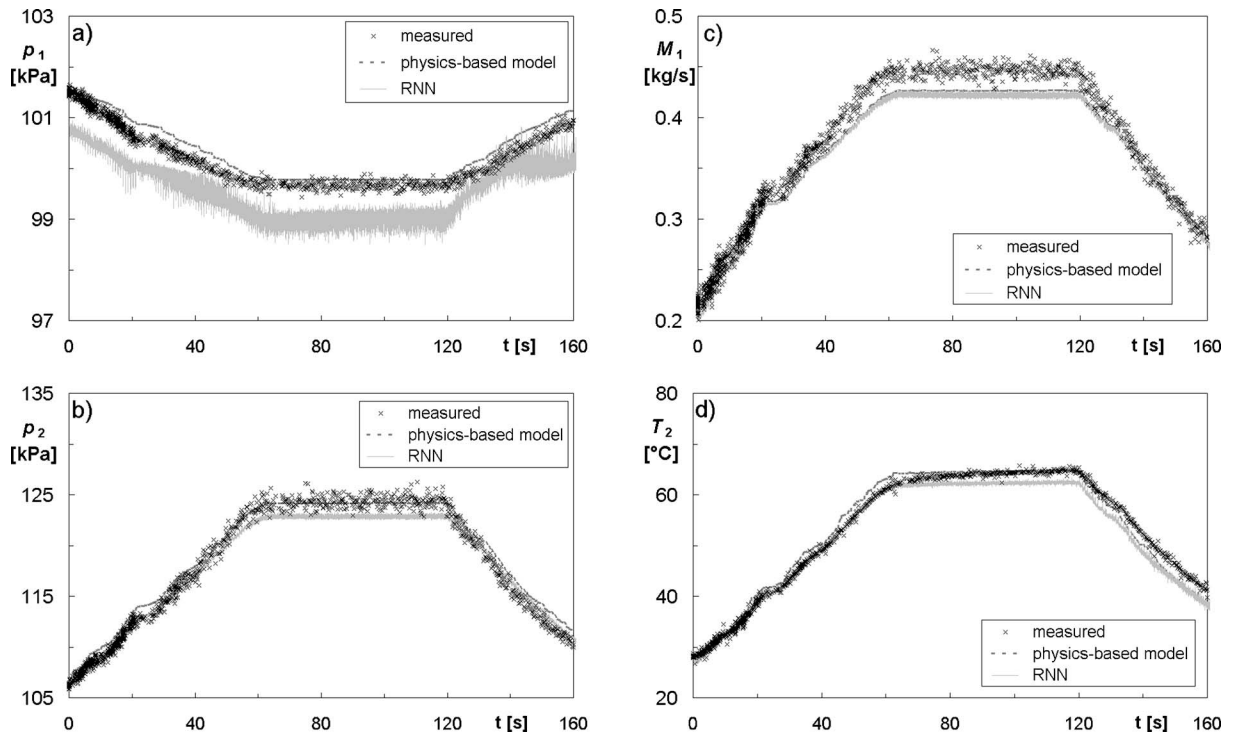 a)
p1
[kPa]
103
101
99
97
measured
physics-based model
RNN
0
40
80
120
t [s]
160
c)
M1
[kg/s]
0.5
0.4
0.3
0.2
measured
physics-based model
RNN
0
40
80
120
t [s]
160
b)
p2
[kPa]
135
125
115
105
measured
physics-based model
RNN
0
40
80
120
t [s]
160
d)
T2
[°C]
80
60
40
20
measured
physics-based model
RNN
0
40
80
120
t [s]
160